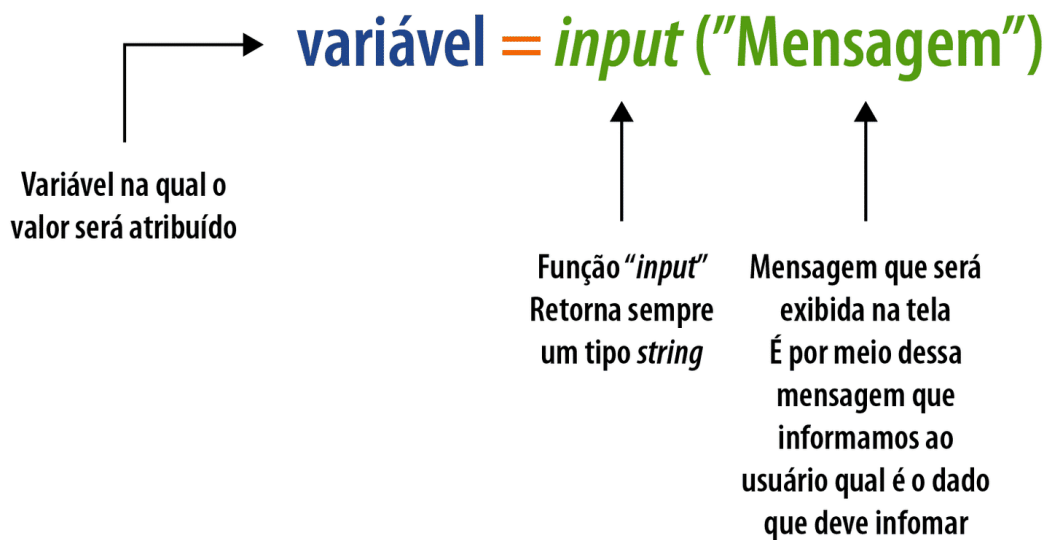 variável = input (”Mensagem”)
Variável na qual o
valor será atribuído
Função “input”
Retorna sempre
um tipo string
Mensagem que será
exibida na tela
É por meio dessa
mensagem que
informamos ao
usuário qual é o dado
que deve infomar